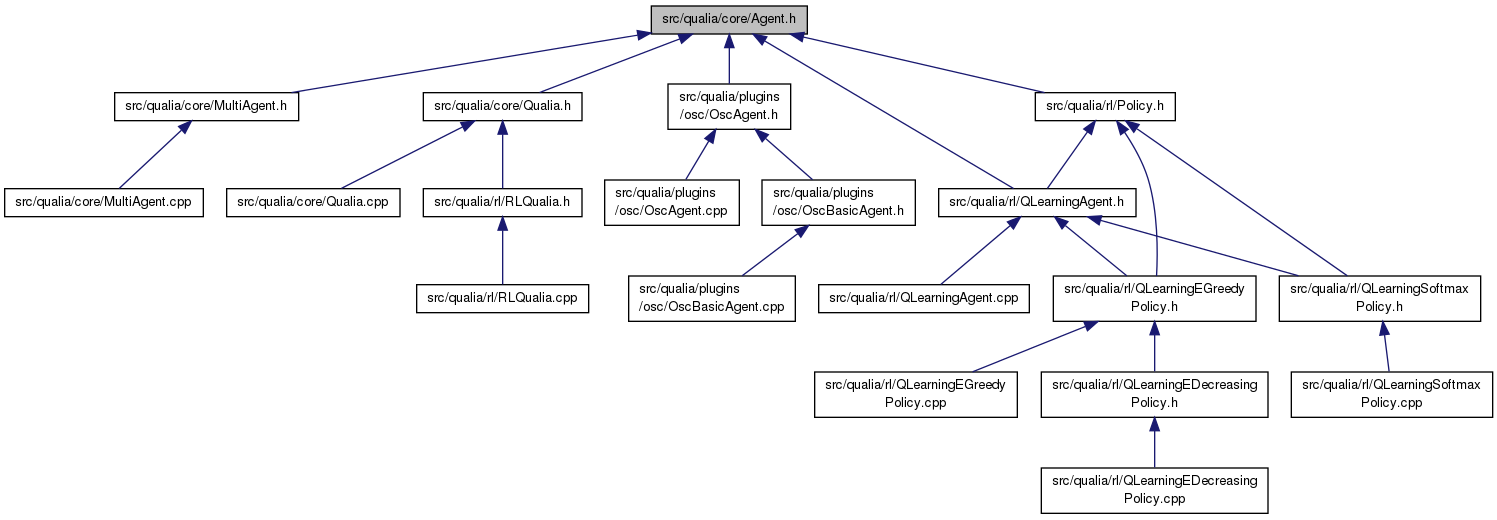 src/qualia/core/Agent.h
src/qualia/core/MultiAgent.h
src/qualia/core/Qualia.h
src/qualia/plugins
/osc/OscAgent.h
src/qualia/rl/Policy.h
src/qualia/core/MultiAgent.cpp
src/qualia/core/Qualia.cpp
src/qualia/rl/RLQualia.h
src/qualia/plugins
/osc/OscAgent.cpp
src/qualia/plugins
/osc/OscBasicAgent.h
src/qualia/rl/QLearningAgent.h
src/qualia/rl/RLQualia.cpp
src/qualia/plugins
/osc/OscBasicAgent.cpp
src/qualia/rl/QLearningAgent.cpp
src/qualia/rl/QLearningEGreedy
Policy.h
src/qualia/rl/QLearningSoftmax
Policy.h
src/qualia/rl/QLearningEGreedy
Policy.cpp
src/qualia/rl/QLearningEDecreasing
Policy.h
src/qualia/rl/QLearningSoftmax
Policy.cpp
src/qualia/rl/QLearningEDecreasing
Policy.cpp